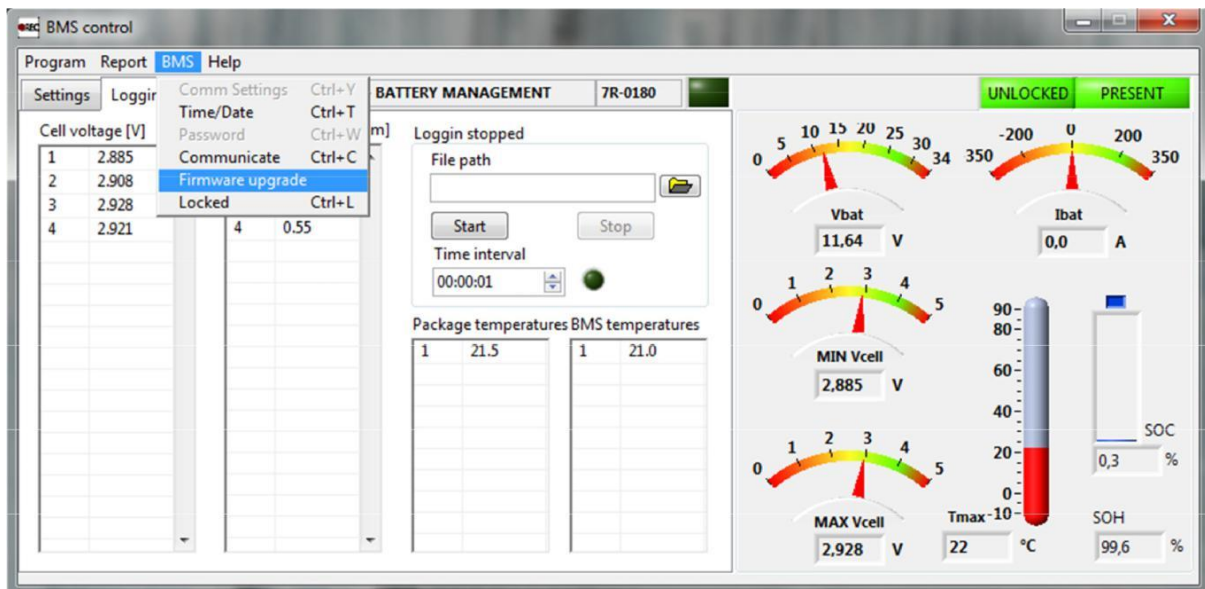 REC BMS control
Program Report BMS Help
Settings Loggin
BATTERY MANAGEMENT 7R-0180
UNLOCKED PRESENT
Comm Settings Ctrl+Y
Time/Date Ctrl+T
Password Ctrl+W
Communicate Ctrl+C
Firmware upgrade
Locked Ctrl+L
Cell voltage [V]
1 2.885
2 2.908
3 2.928
4 2.921
m]
4 0.55
Loggin stopped
File path
Start Stop
Time interval
00:00:01
Package temperatures BMS temperatures
1 21.5 1 21.0
0 5 10 15 20 25 30 34
Vbat
11,64 V
350 -200 0 200 350
Ibat
0,0 A
0 1 2 3 4 5
MIN Vcell
2,885 V
0 1 2 3 4 5
MAX Vcell
2,928 V
90
80
60
40
20
0
-10
Tmax
22 °C
SOC
0,3 %
SOH
99,6 %